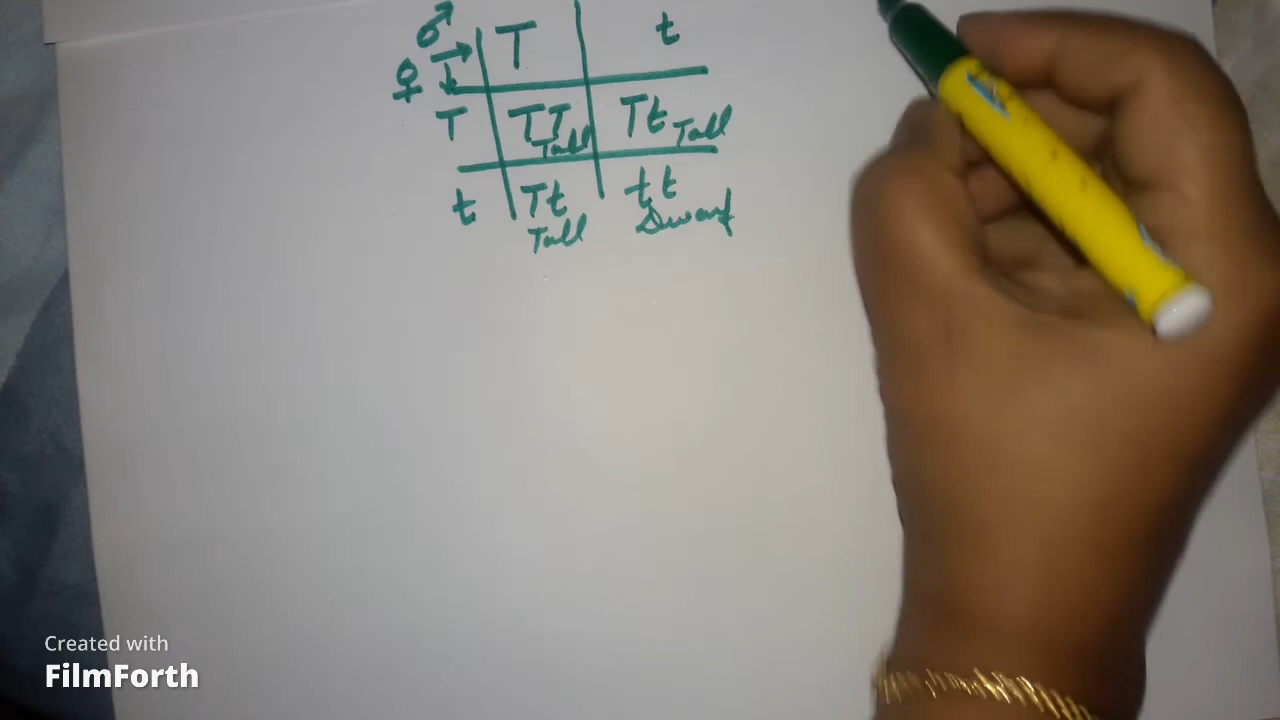 ♂ T t
♀
T TT Tall Tt Tall
t Tt Tall tt Dwarf
Created with
FilmForth